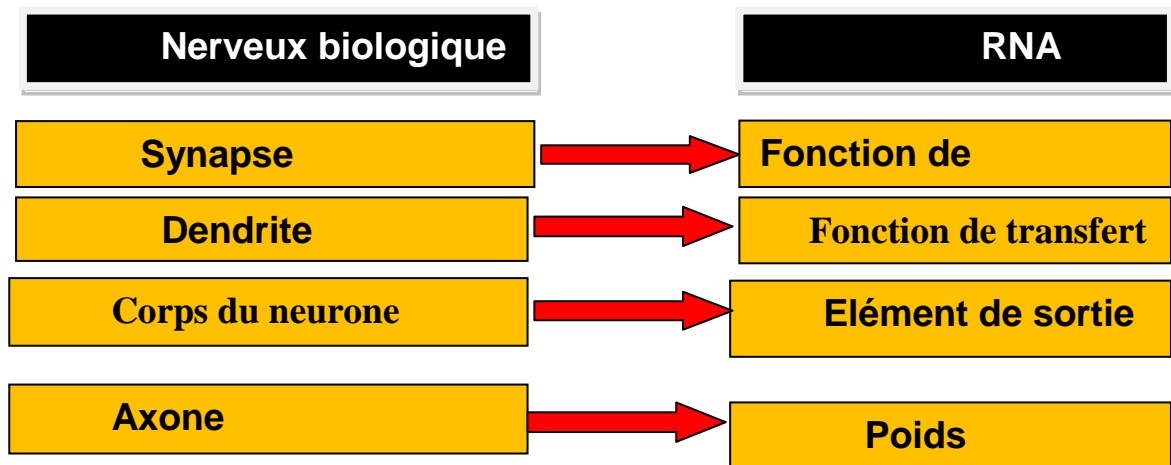 Nerveux biologique
RNA
Synapse
Fonction de
Dendrite
Fonction de transfert
Corps du neurone
Elément de sortie
Axone
Poids